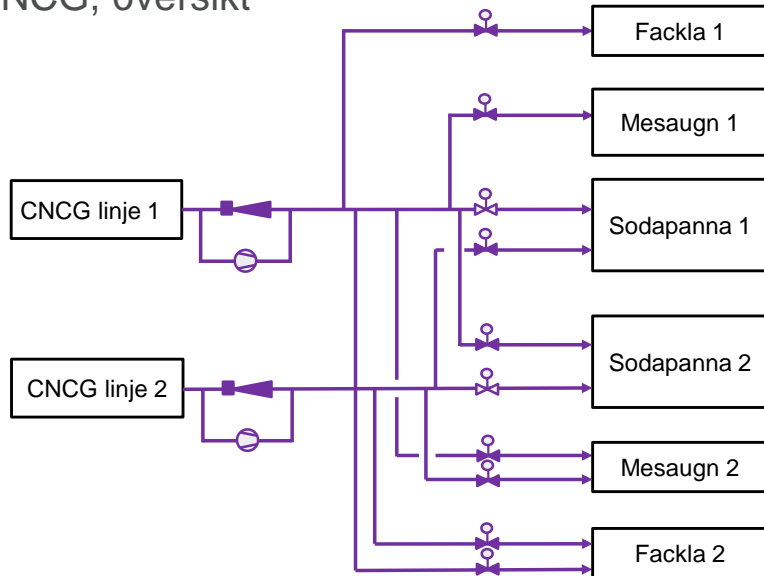 NCG, översikt
Fackla 1
Mesaugn 1
CNCG linje 1
Sodapanna 1
Sodapanna 2
CNCG linje 2
Mesaugn 2
Fackla 2